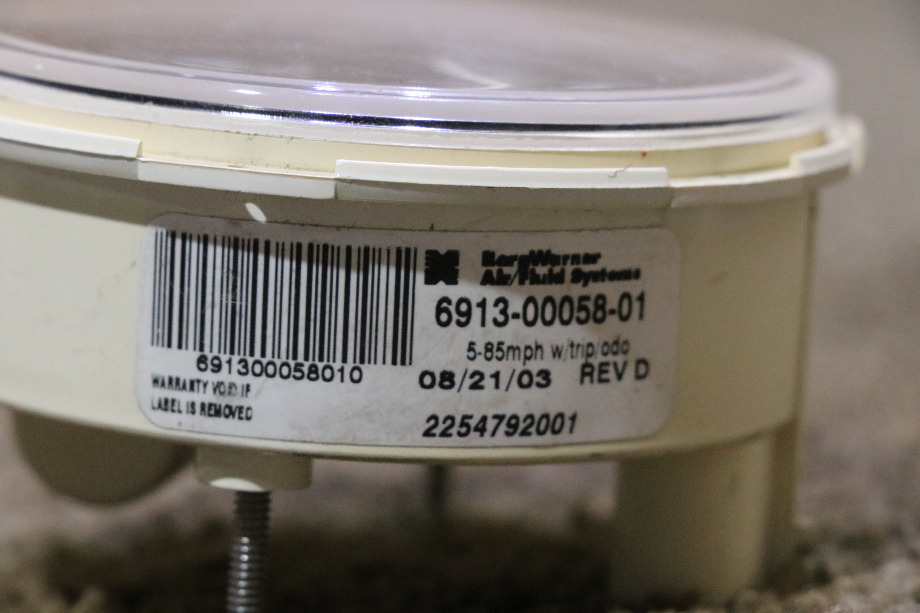 BorgWarner
Air/Fluid Systems
6913-00058-01
5-85mph w/trip/odo
691300058010
08/21/03 REV D
WARRANTY VOID IF
LABEL IS REMOVED
2254792001